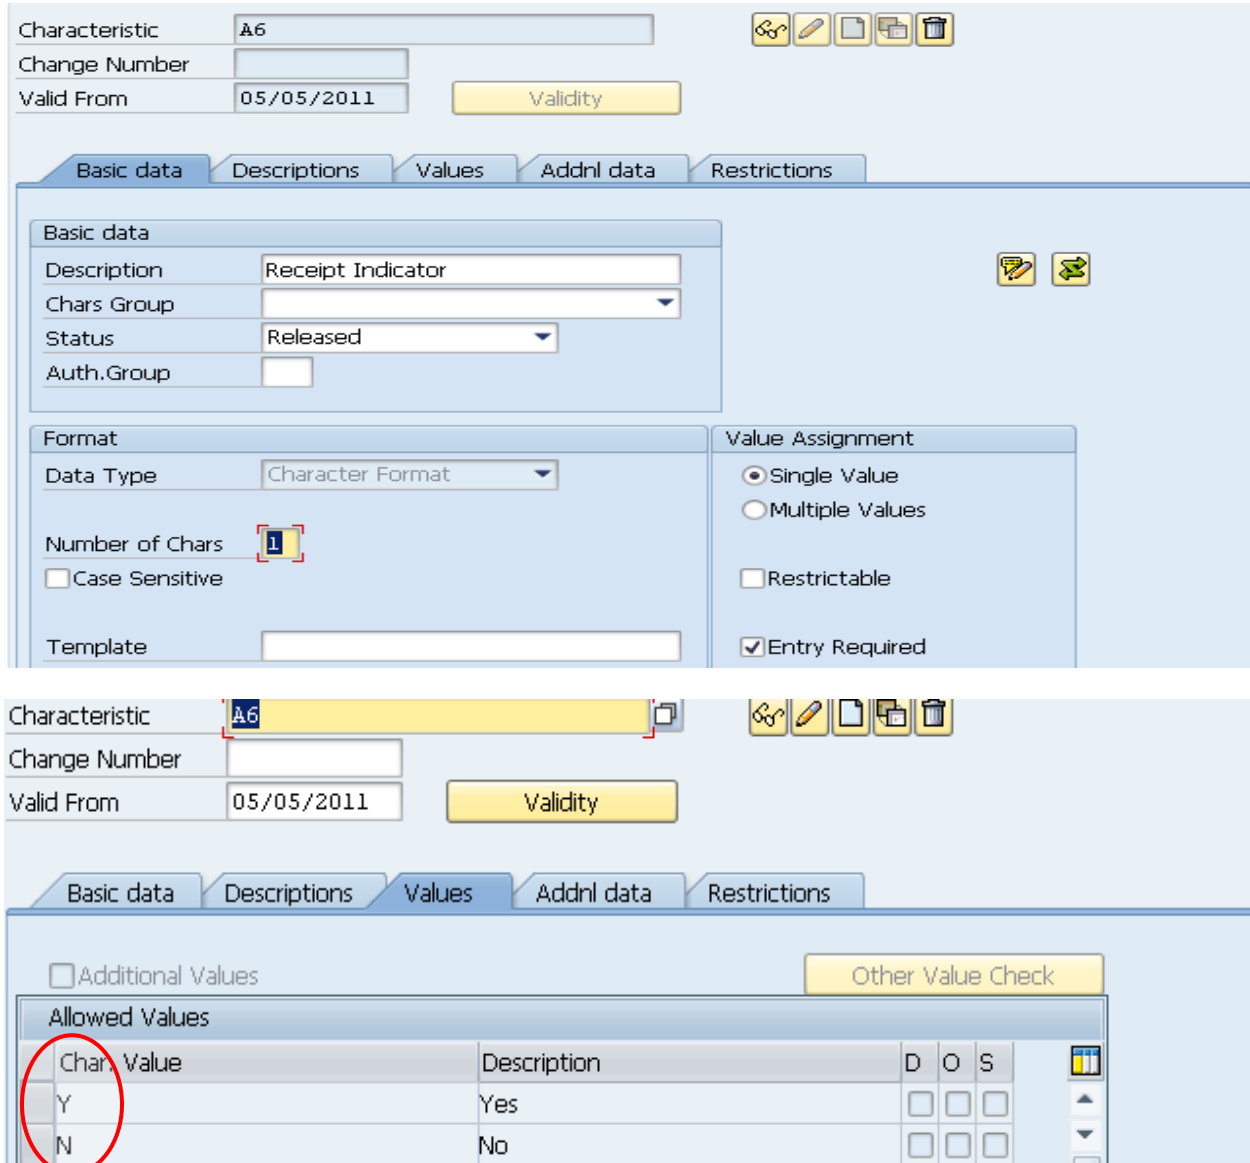 Characteristic A6
Change Number
Valid From 05/05/2011 Validity
Basic data Descriptions Values Addnl data Restrictions
Basic data
Description Receipt Indicator
Chars Group
Status Released
Auth.Group
Format Value Assignment
Data Type Character Format Single Value
Multiple Values
Number of Chars 1
Case Sensitive Restrictable
Template Entry Required
Characteristic A6
Change Number
Valid From 05/05/2011 Validity
Basic data Descriptions Values Addnl data Restrictions
Additional Values Other Value Check
Allowed Values
Char. Value Description D O S
Y Yes
N No